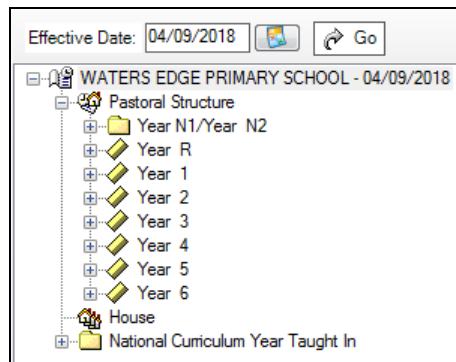 Effective Date: 04/09/2018 Go
WATERS EDGE PRIMARY SCHOOL - 04/09/2018
Pastoral Structure
Year N1/Year N2
Year R
Year 1
Year 2
Year 3
Year 4
Year 5
Year 6
House
National Curriculum Year Taught In